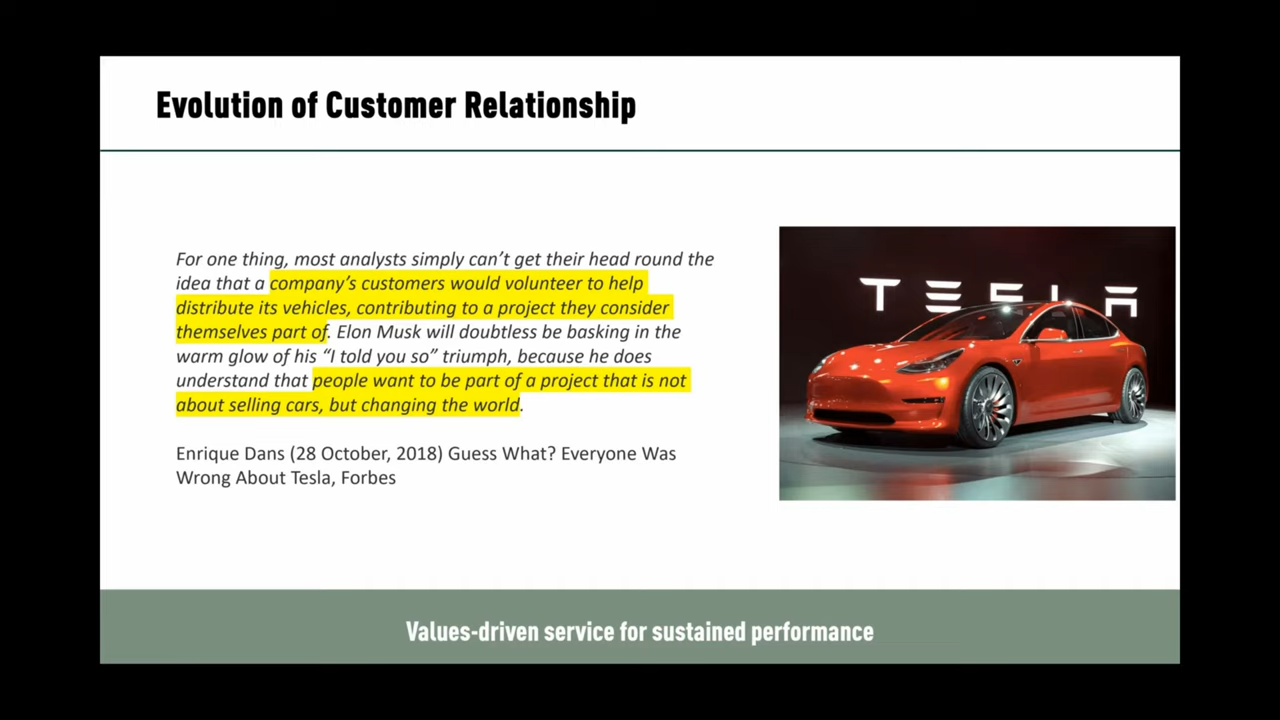 Evolution of Customer Relationship
For one thing, most analysts simply can't get their head round the
idea that a company's customers would volunteer to help
distribute its vehicles, contributing to a project they consider
themselves part of. Elon Musk will doubtless be basking in the
warm glow of his “I told you so” triumph, because he does
understand that people want to be part of a project that is not
about selling cars, but changing the world.
Enrique Dans (28 October, 2018) Guess What? Everyone Was
Wrong About Tesla, Forbes
TESLA
Values-driven service for sustained performance